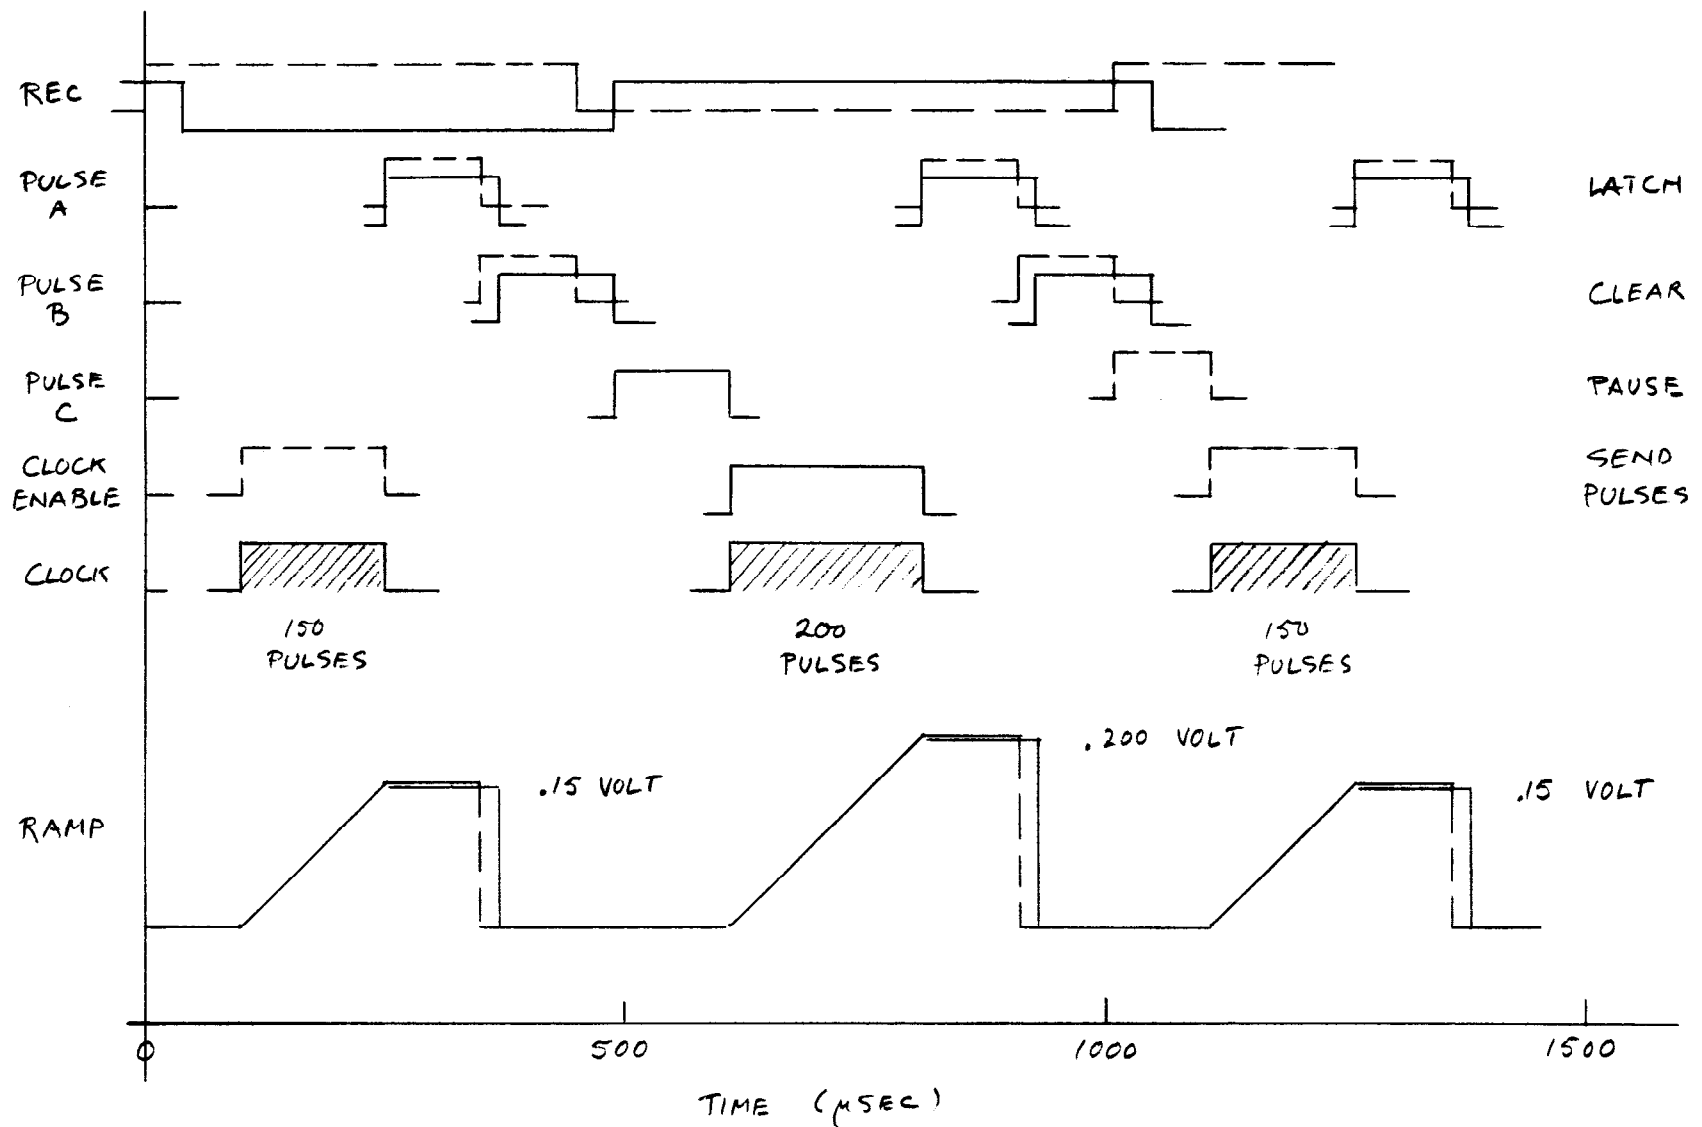 REC
PULSE
A
LATCH
PULSE
B
CLEAR
PULSE
C
PAUSE
CLOCK
ENABLE
SEND
PULSES
CLOCK
150
PULSES
200
PULSES
150
PULSES
.200 VOLT
.15 VOLT
.15 VOLT
RAMP
0
500
1000
1500
TIME (μSEC)